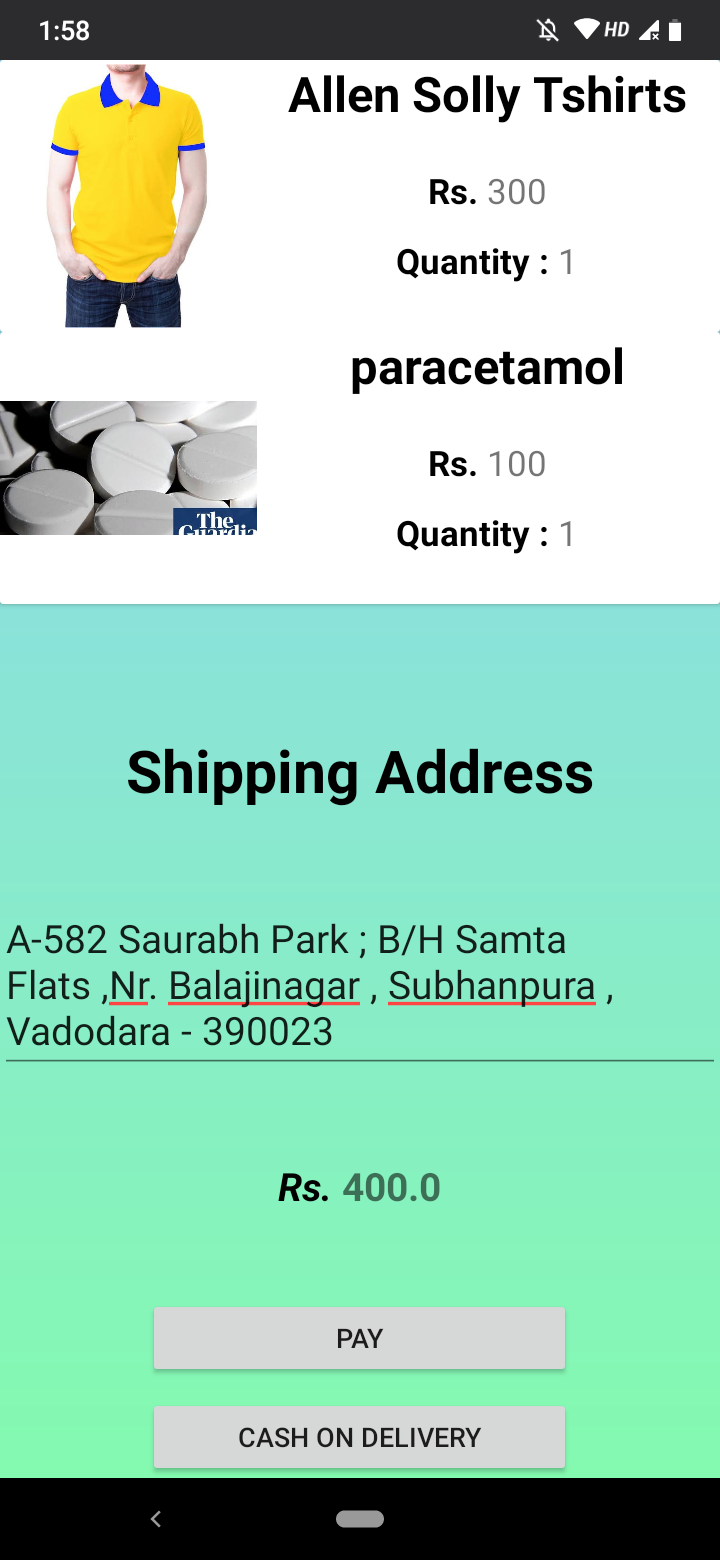 1:58
HD
Allen Solly Tshirts
Rs. 300
Quantity : 1
paracetamol
Rs. 100
Quantity : 1
The
Guardia
Shipping Address
A-582 Saurabh Park ; B/H Samta
Flats ,Nr. Balajinagar , Subhanpura ,
Vadodara - 390023
Rs. 400.0
PAY
CASH ON DELIVERY